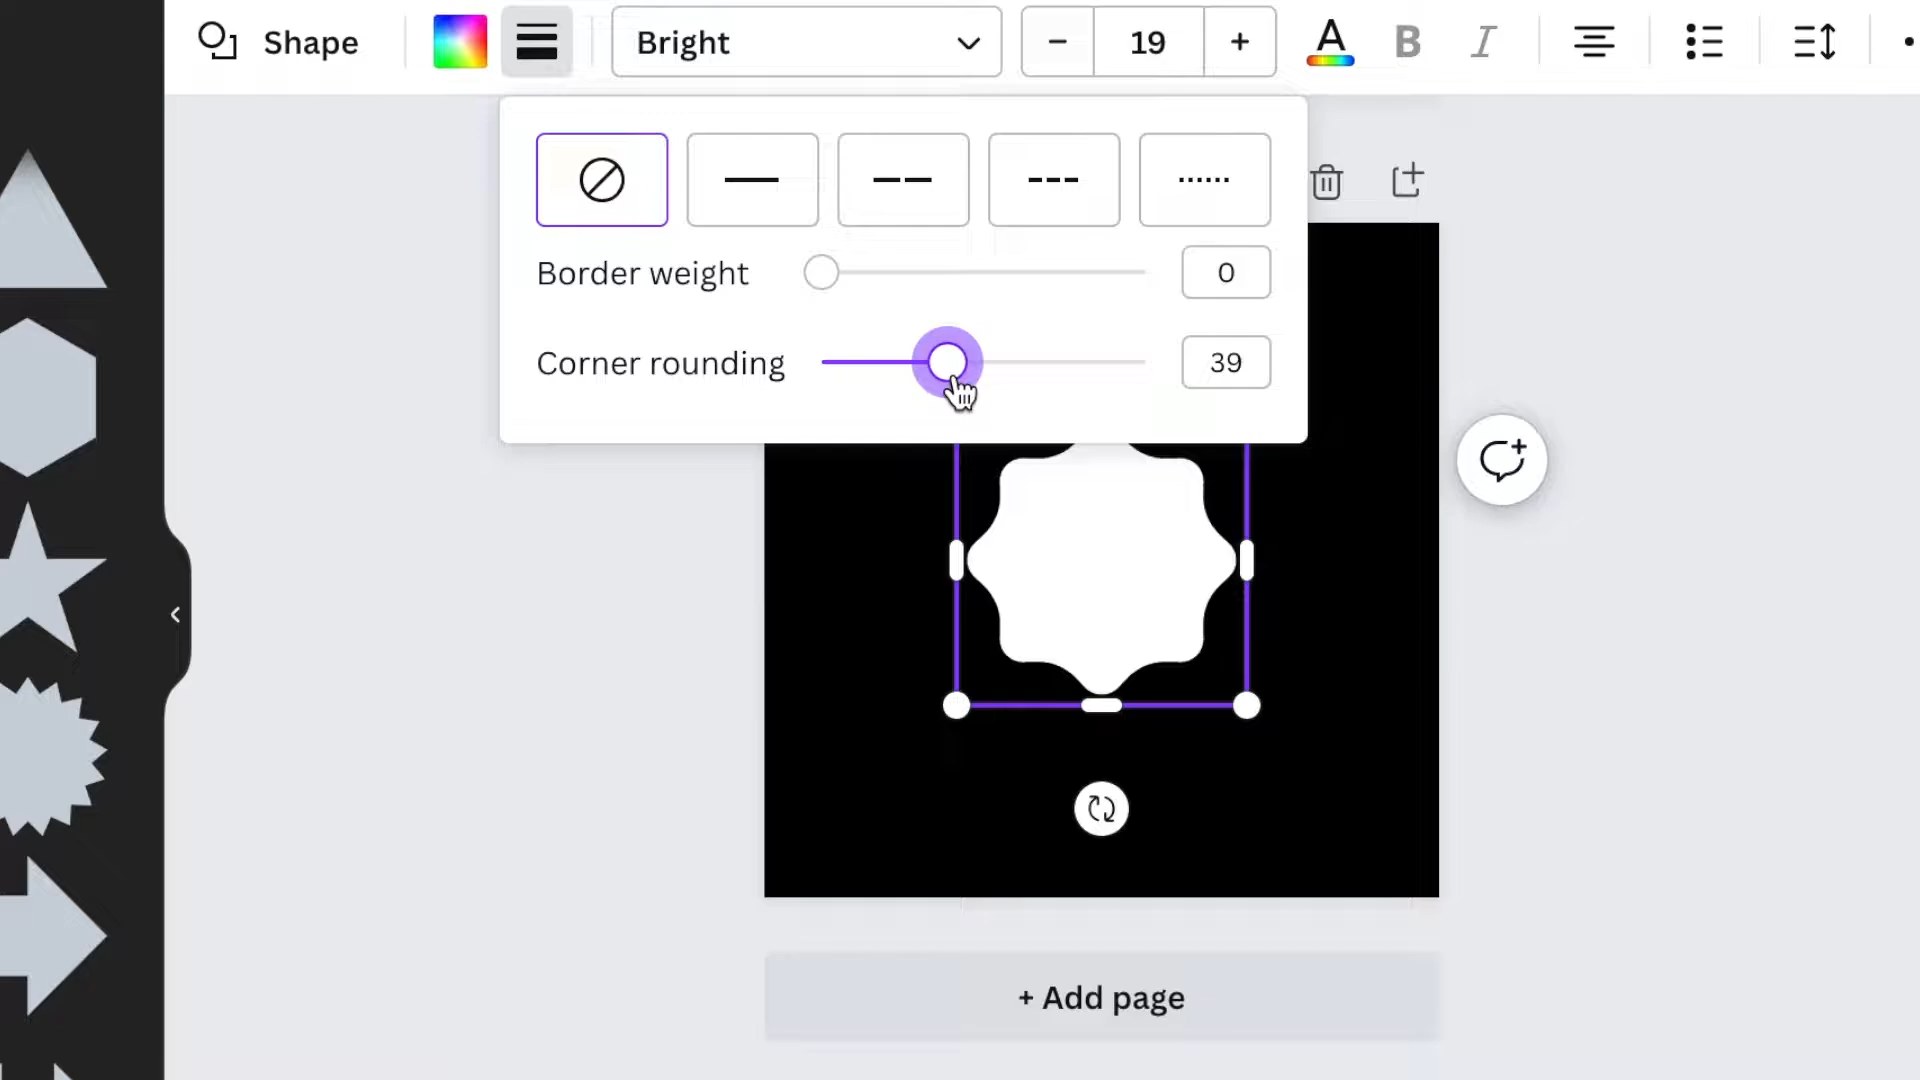 Shape Bright − 19 + A B I
Border weight 0
Corner rounding 39
+ Add page